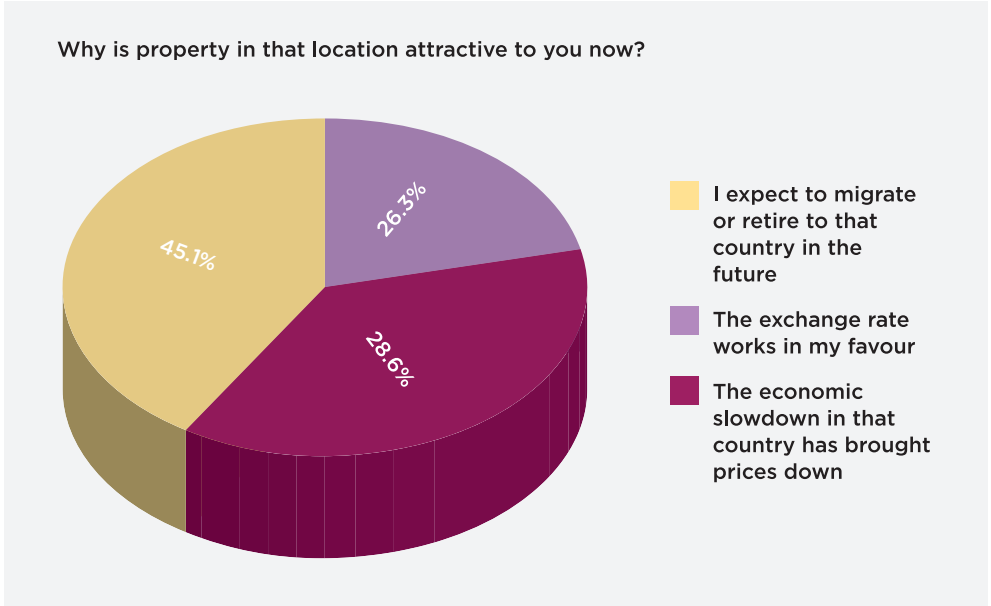 Why is property in that location attractive to you now?
26.3%
45.1%
28.6%
I expect to migrate
or retire to that
country in the
future
The exchange rate
works in my favour
The economic
slowdown in that
country has brought
prices down